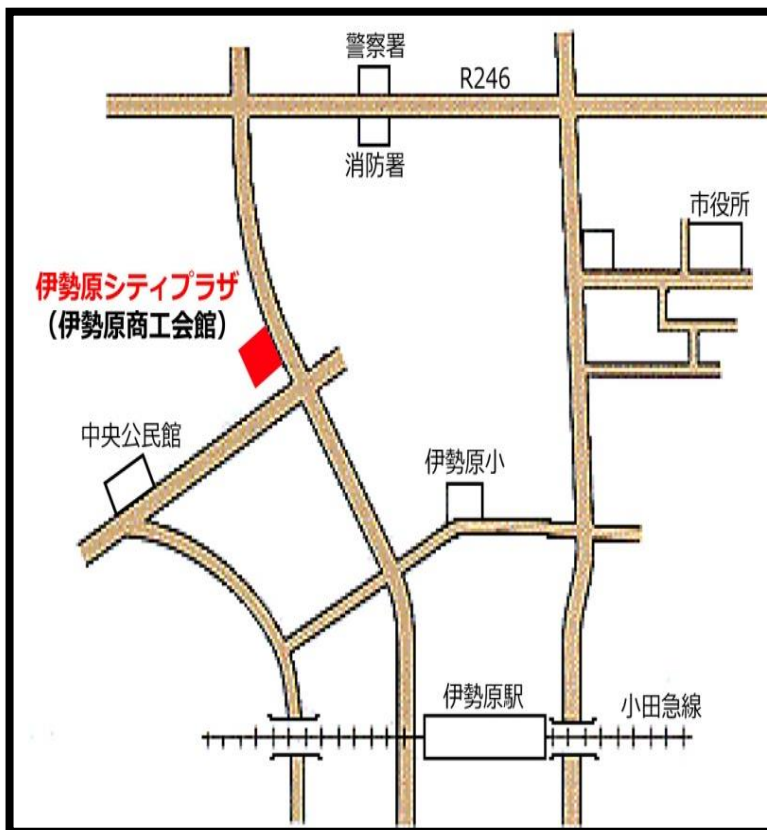 警察署
R246
消防署
市役所
伊勢原シティプラザ
（伊勢原商工会館）
中央公民館
伊勢原小
伊勢原駅
小田急線